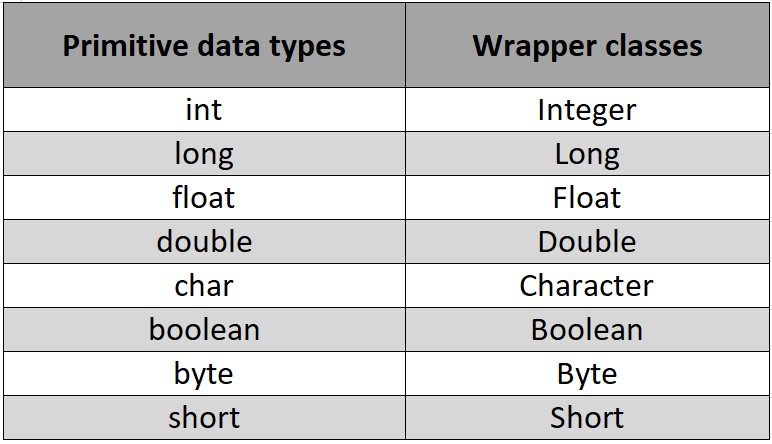 Primitive data types Wrapper classes
int Integer
long Long
float Float
double Double
char Character
boolean Boolean
byte Byte
short Short